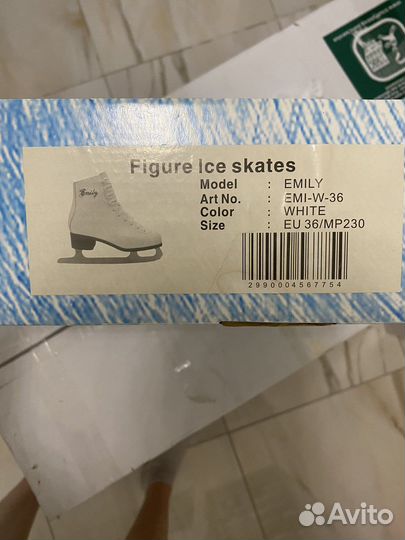 Figure Ice skates
Model : EMILY
Art No. : EMI-W-36
Color : WHITE
Size : EU 36/MP230
Emily
2990004567754
Avito